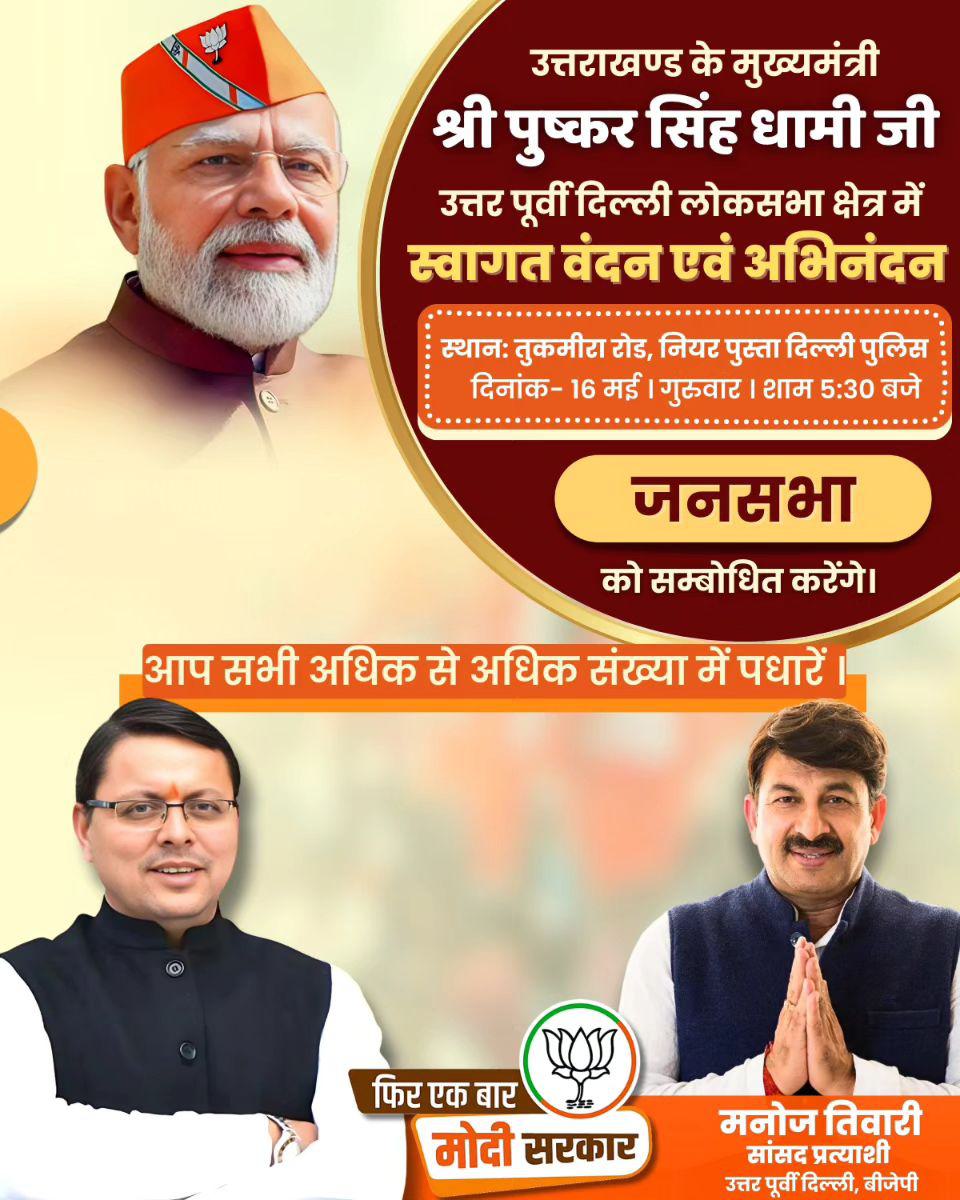 उत्तराखण्ड के मुख्यमंत्री
श्री पुष्कर सिंह धामी जी
उत्तर पूर्वी दिल्ली लोकसभा क्षेत्र में
स्वागत वंदन एवं अभिनंदन
स्थान: तुकमीरा रोड, नियर पुस्ता दिल्ली पुलिस
दिनांक- 16 मई । गुरुवार । शाम 5:30 बजे
जनसभा
को सम्बोधित करेंगे।
आप सभी अधिक से अधिक संख्या में पधारें ।
फिर एक बार
मोदी सरकार
मनोज तिवारी
सांसद प्रत्याशी
उत्तर पूर्वी दिल्ली, बीजेपी